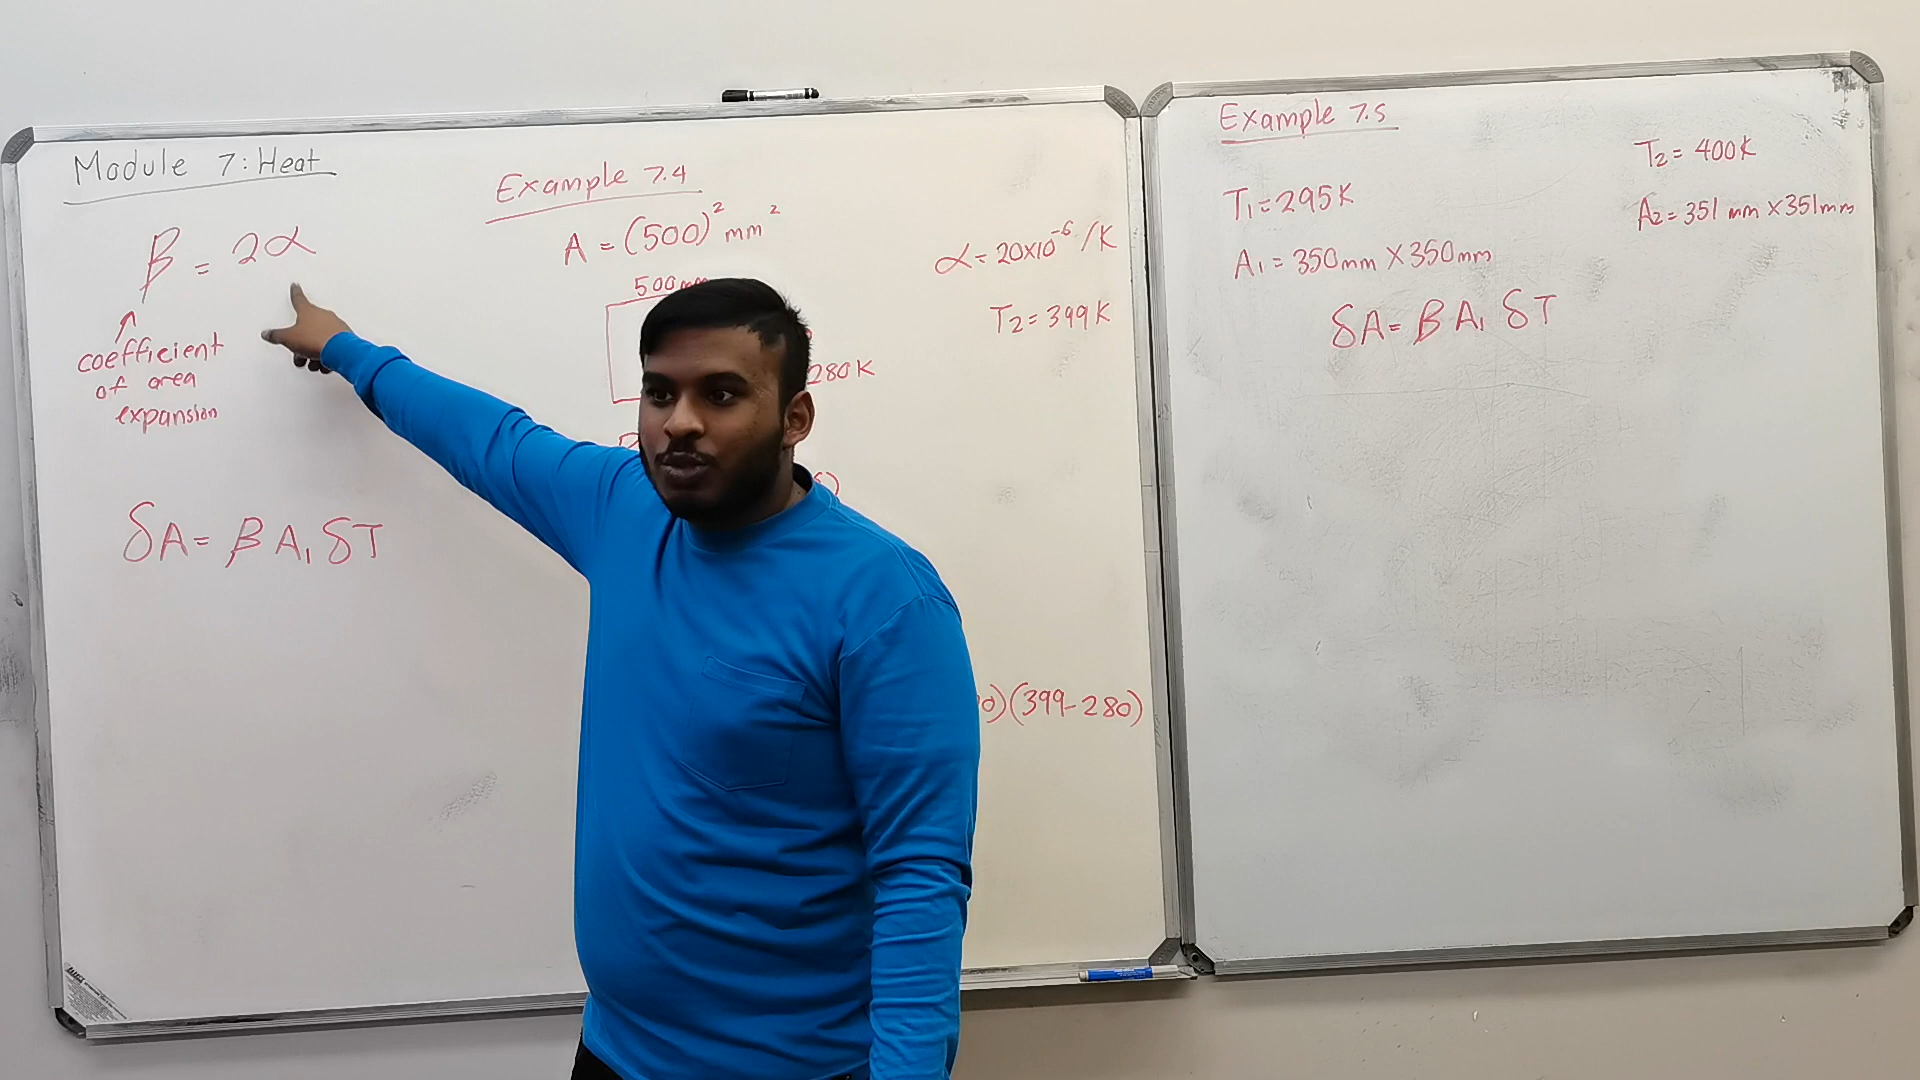 Module 7: Heat
β = 2α
coefficient
of area
expansion
δA = β A₁ δT
Example 7.4
A = (500)² mm²
500mm
280K
α = 20x10⁻⁶ /K
T₂ = 399K
)(399-280)
Example 7.5
T₁ = 295K
A₁ = 350mm X 350mm
T₂ = 400K
A₂ = 351 mm X 351mm
δA = β A₁ δT